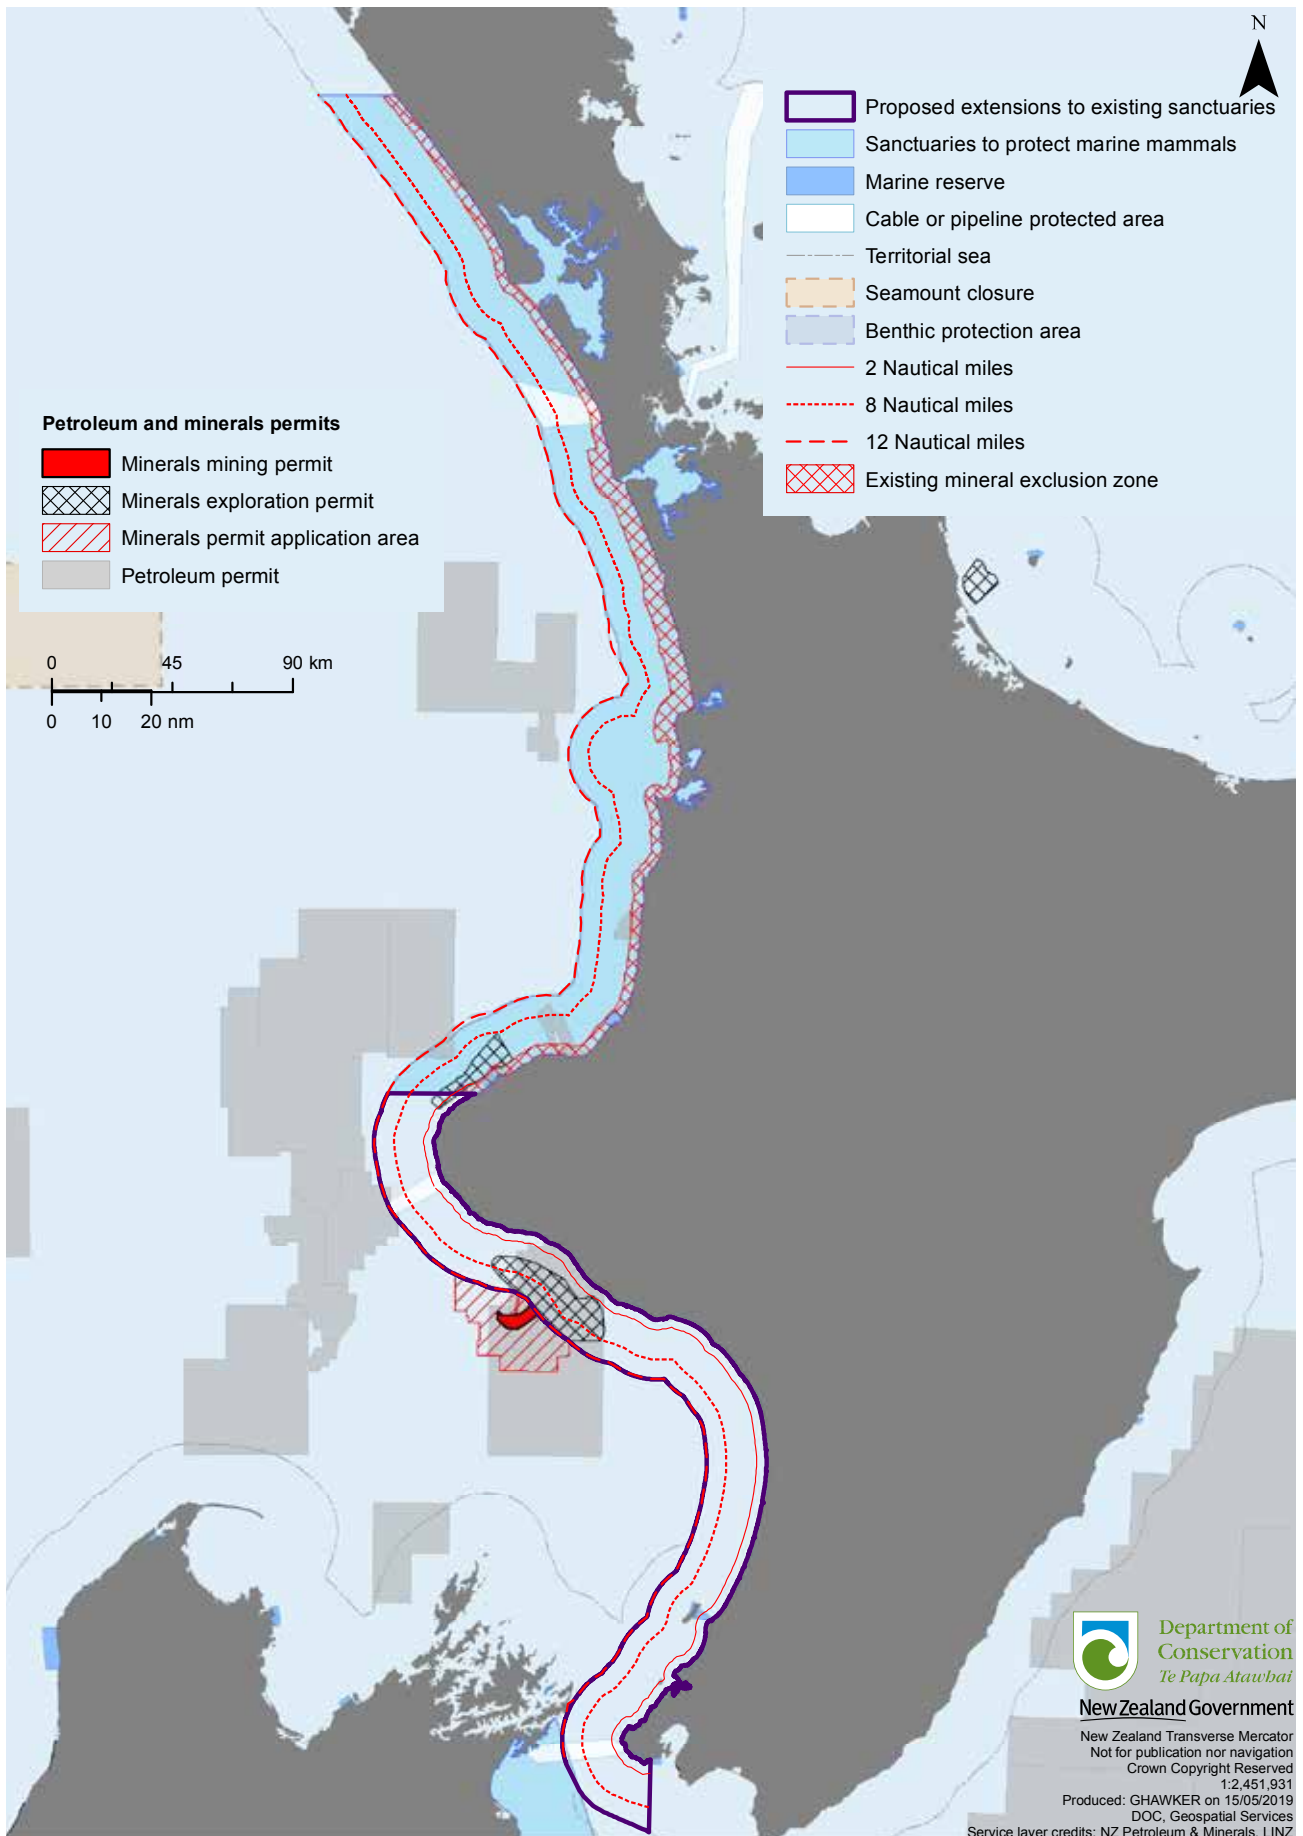 N
Proposed extensions to existing sanctuaries
Sanctuaries to protect marine mammals
Marine reserve
Cable or pipeline protected area
Territorial sea
Seamount closure
Benthic protection area
2 Nautical miles
8 Nautical miles
12 Nautical miles
Existing mineral exclusion zone
Petroleum and minerals permits
Minerals mining permit
Minerals exploration permit
Minerals permit application area
Petroleum permit
0 45 90 km
0 10 20 nm
Department of
Conservation
Te Papa Atawhai
New Zealand Government
New Zealand Transverse Mercator
Not for publication nor navigation
Crown Copyright Reserved
1:2,451,931
Produced: GHAWKER on 15/05/2019
DOC, Geospatial Services
Service layer credits: NZ Petroleum & Minerals, LINZ